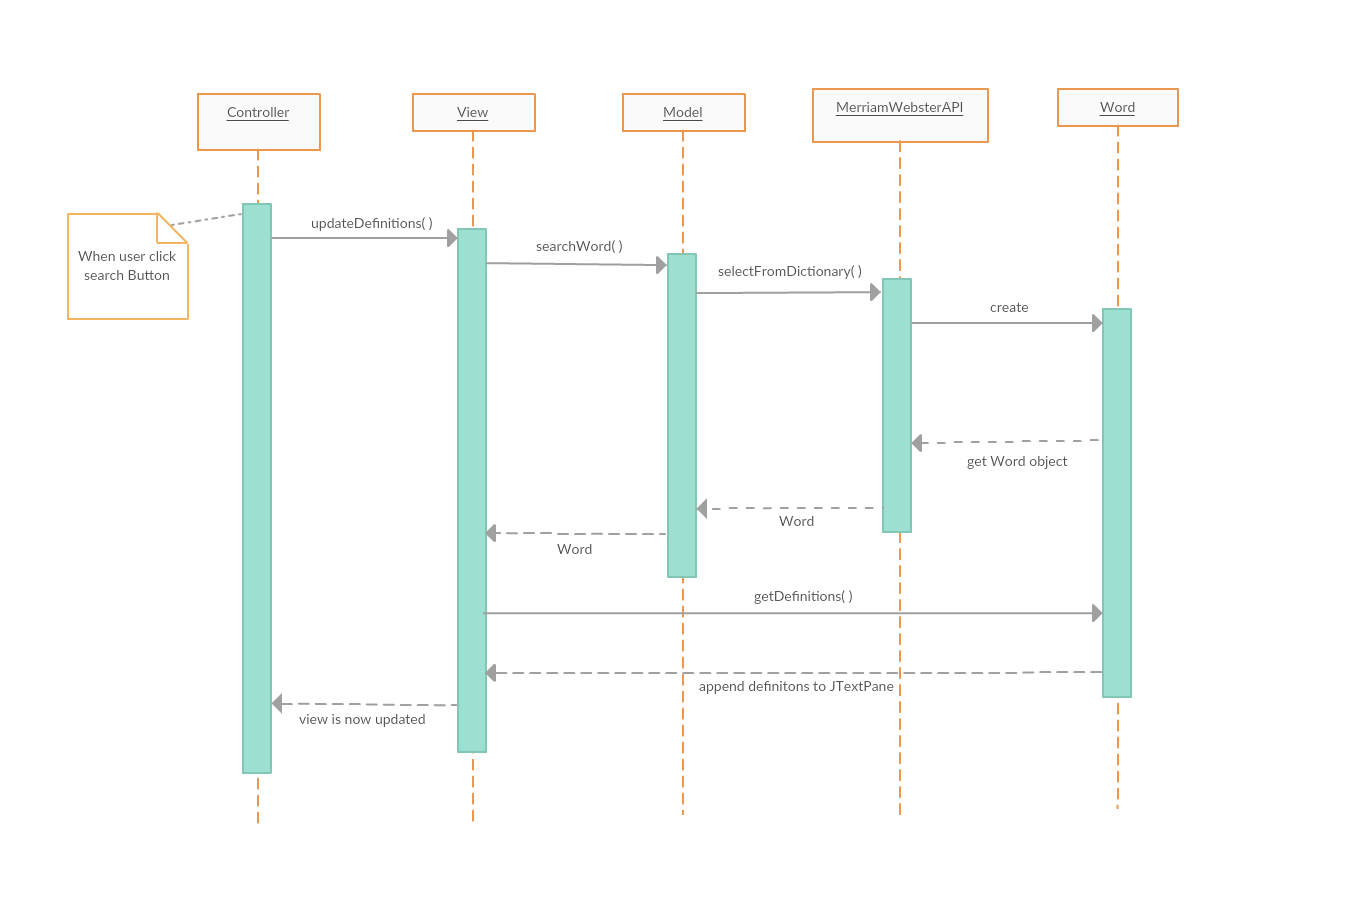 Controller
View
Model
MerriamWebsterAPI
Word
When user click
search Button
updateDefinitions( )
searchWord( )
selectFromDictionary( )
create
get Word object
Word
Word
getDefinitions( )
append definitons to JTextPane
view is now updated